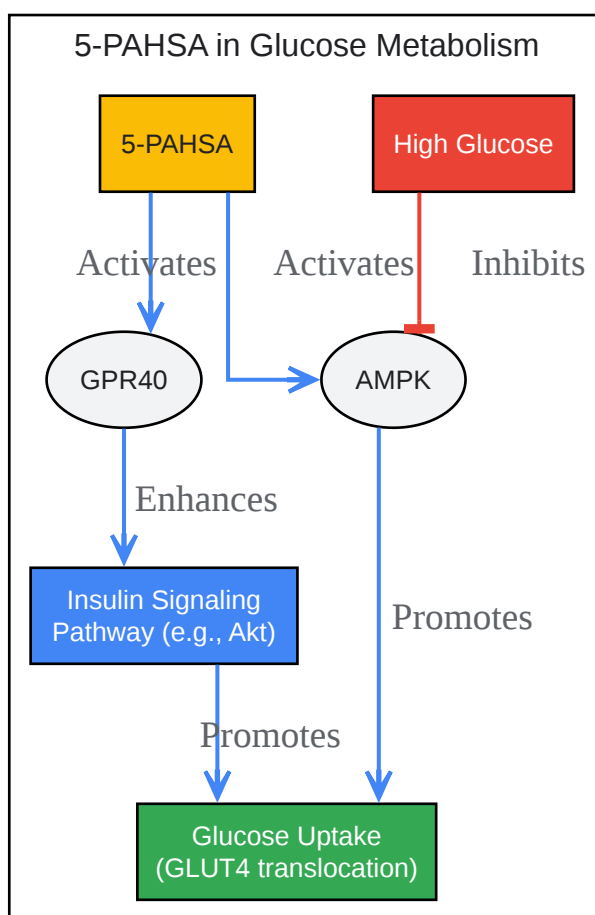 5-PAHSA in Glucose Metabolism
5-PAHSA
High Glucose
Activates
Activates
Inhibits
GPR40
AMPK
Enhances
Insulin Signaling
Pathway (e.g., Akt)
Promotes
Promotes
Glucose Uptake
(GLUT4 translocation)